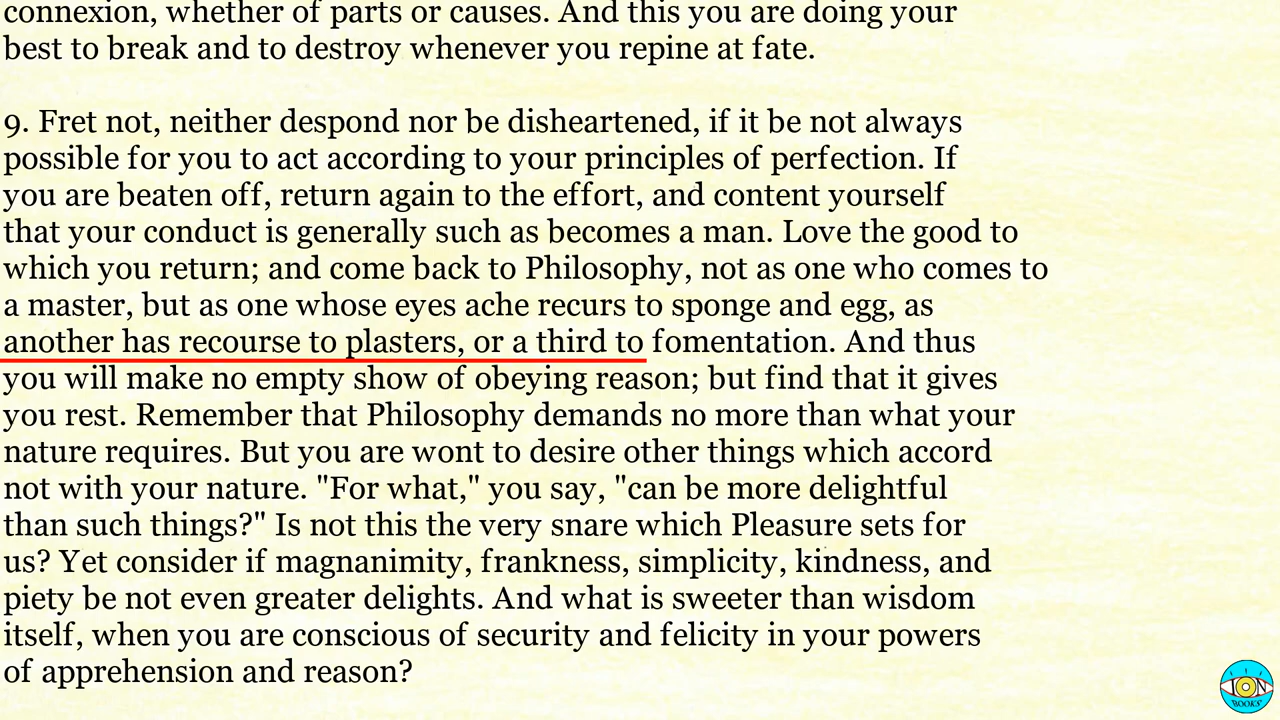 connexion, whether of parts or causes. And this you are doing your
best to break and to destroy whenever you repine at fate.
9. Fret not, neither despond nor be disheartened, if it be not always
possible for you to act according to your principles of perfection. If
you are beaten off, return again to the effort, and content yourself
that your conduct is generally such as becomes a man. Love the good to
which you return; and come back to Philosophy, not as one who comes to
a master, but as one whose eyes ache recurs to sponge and egg, as
another has recourse to plasters, or a third to fomentation. And thus
you will make no empty show of obeying reason; but find that it gives
you rest. Remember that Philosophy demands no more than what your
nature requires. But you are wont to desire other things which accord
not with your nature. "For what," you say, "can be more delightful
than such things?" Is not this the very snare which Pleasure sets for
us? Yet consider if magnanimity, frankness, simplicity, kindness, and
piety be not even greater delights. And what is sweeter than wisdom
itself, when you are conscious of security and felicity in your powers
of apprehension and reason?
ION
BOOKS